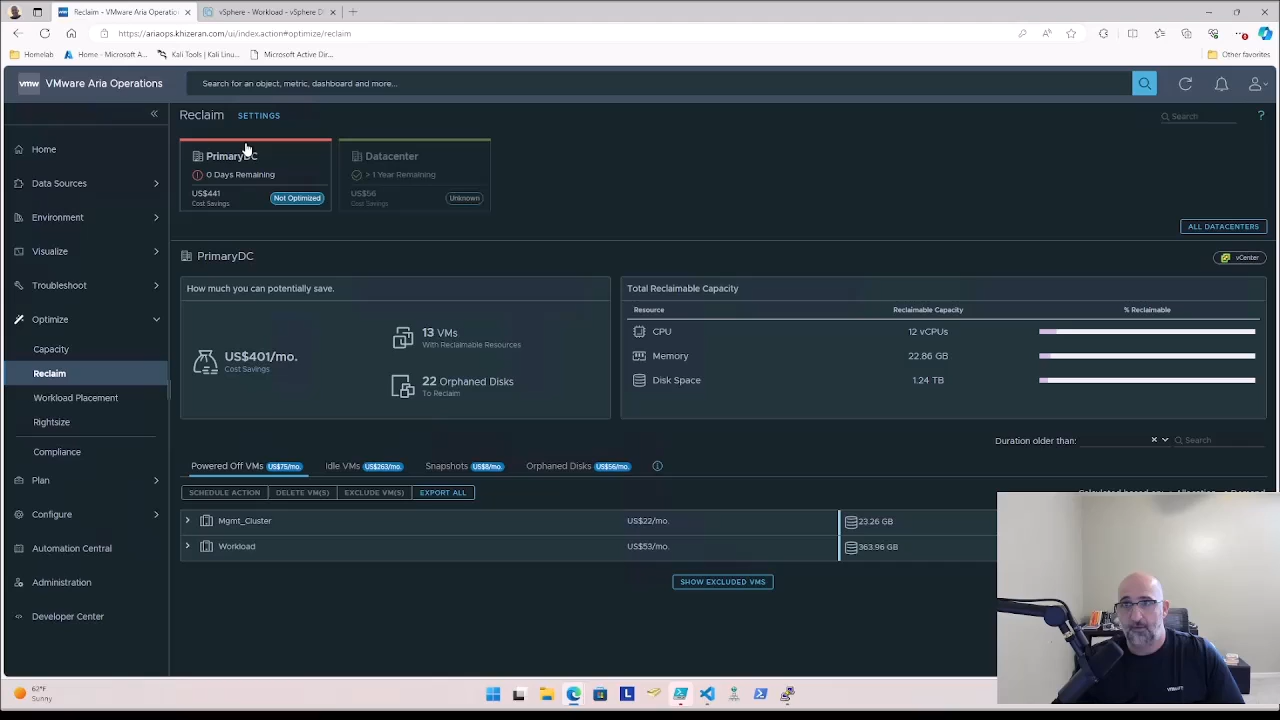 Reclaim - VMware Aria Operations
vSphere - Workload - vSphere D
https://ariaops.khizeran.com/ui/index.action#optimize/reclaim
Homelab
Home - Microsoft A...
Kali Tools | Kali Linu...
Microsoft Active Dir...
Other favorites
vmw
VMware Aria Operations
Search for an object, metric, dashboard and more...
Home
Data Sources
Environment
Visualize
Troubleshoot
Optimize
Capacity
Reclaim
Workload Placement
Rightsize
Compliance
Plan
Configure
Automation Central
Administration
Developer Center
Reclaim
SETTINGS
Search
?
PrimaryDC
0 Days Remaining
US$441
Cost Savings
Not Optimized
Datacenter
> 1 Year Remaining
US$56
Cost Savings
Unknown
ALL DATACENTERS
PrimaryDC
vCenter
How much you can potentially save.
US$401/mo.
Cost Savings
13 VMs
With Reclaimable Resources
22 Orphaned Disks
To Reclaim
Total Reclaimable Capacity
Resource Reclaimable Capacity % Reclaimable
CPU 12 vCPUs
Memory 22.86 GB
Disk Space 1.24 TB
Duration older than:
Search
Powered Off VMs US$75/mo. Idle VMs US$263/mo. Snapshots US$8/mo. Orphaned Disks US$56/mo.
SCHEDULE ACTION DELETE VM(S) EXCLUDE VM(S) EXPORT ALL
Mgmt_Cluster US$22/mo. 23.26 GB
Workload US$53/mo. 363.96 GB
SHOW EXCLUDED VMS
62°F
Sunny